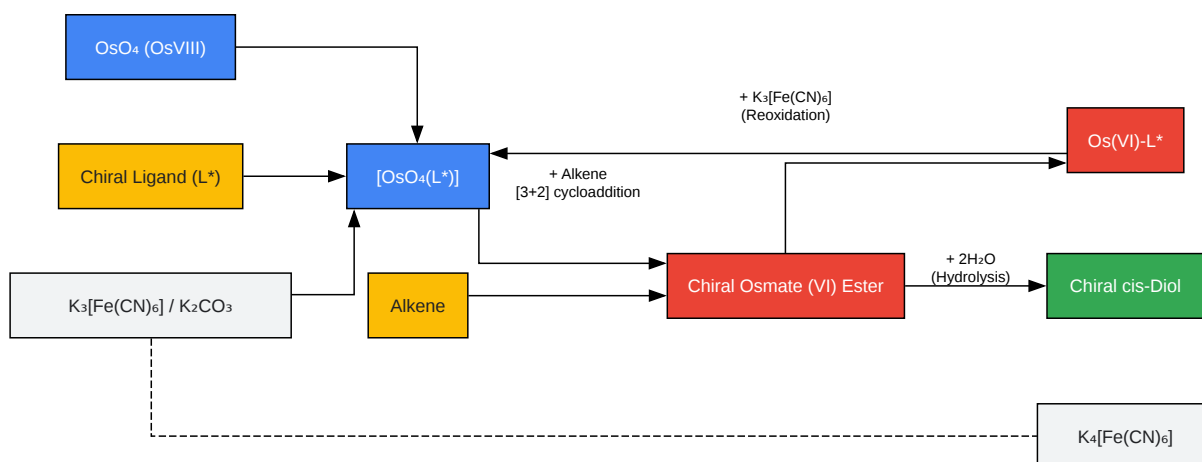 OsO₄ (OsVIII)
+ K₃[Fe(CN)₆]
(Reoxidation)
Os(VI)-L*
Chiral Ligand (L*)
[OsO₄(L*)]
+ Alkene
[3+2] cycloaddition
K₃[Fe(CN)₆] / K₂CO₃
Alkene
Chiral Osmate (VI) Ester
+ 2H₂O
(Hydrolysis)
Chiral cis-Diol
K₄[Fe(CN)₆]